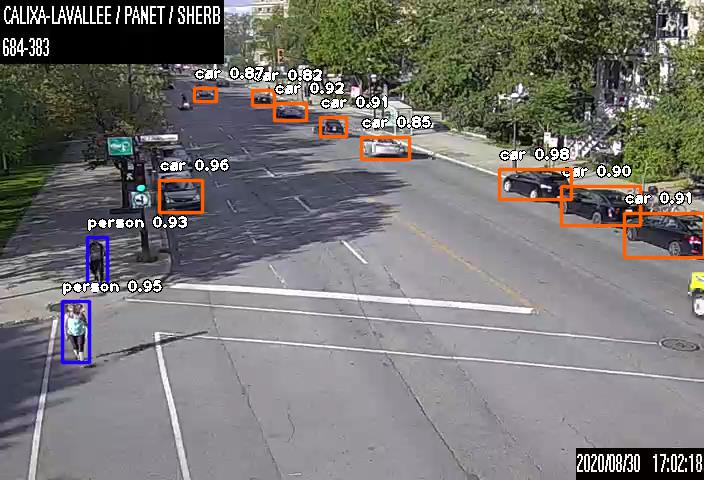 CALIXA-LAVALLEE / PANET / SHERB
684-383
car 0.87
car 0.82
car 0.92
car 0.91
car 0.85
car 0.98
car 0.90
car 0.91
car 0.96
person 0.93
person 0.95
2020/08/30 17:02:18